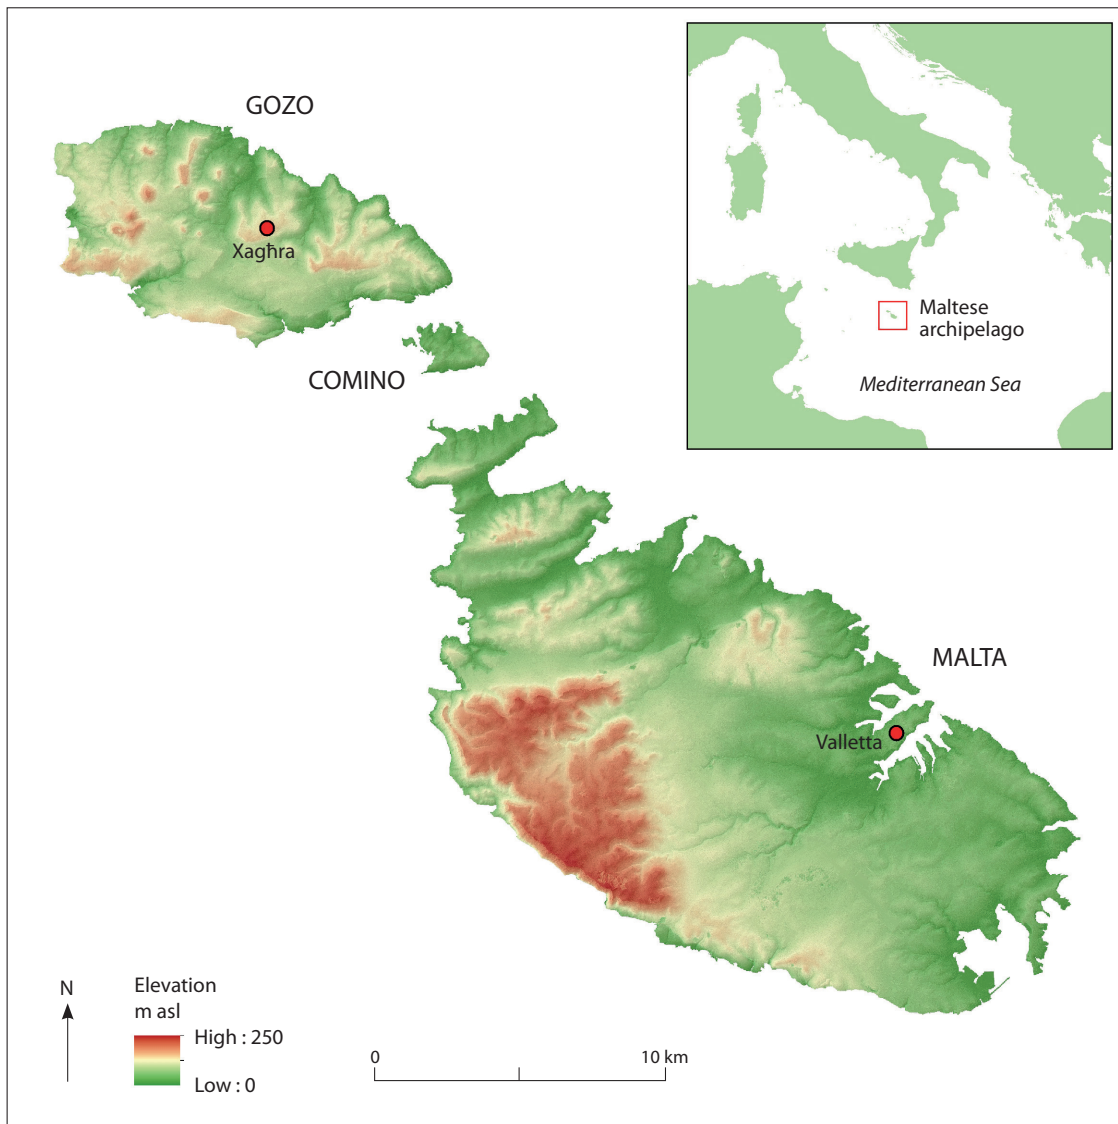 GOZO
Xagħra
COMINO
Maltese
archipelago
Mediterranean Sea
MALTA
Valletta
N
Elevation
m asl
High : 250
Low : 0
0
10 km